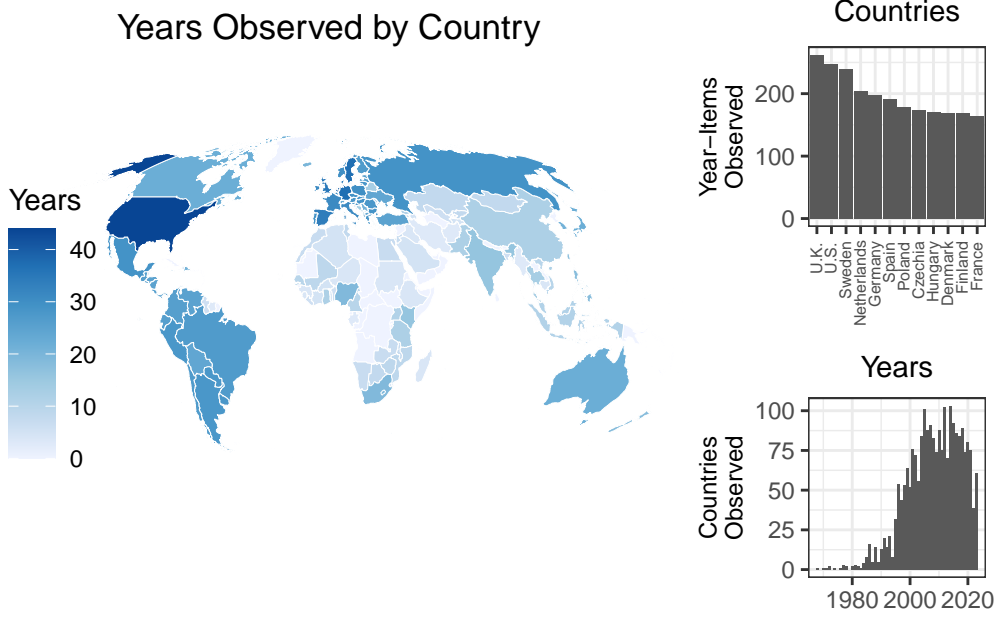 Years Observed by Country
Years
40
30
20
10
0
Countries
Year−Items
Observed
200
100
0
U.K.
U.S.
Sweden
Netherlands
Germany
Spain
Poland
Czechia
Hungary
Denmark
Finland
France
Years
Countries
Observed
100
75
50
25
0
1980 2000 2020